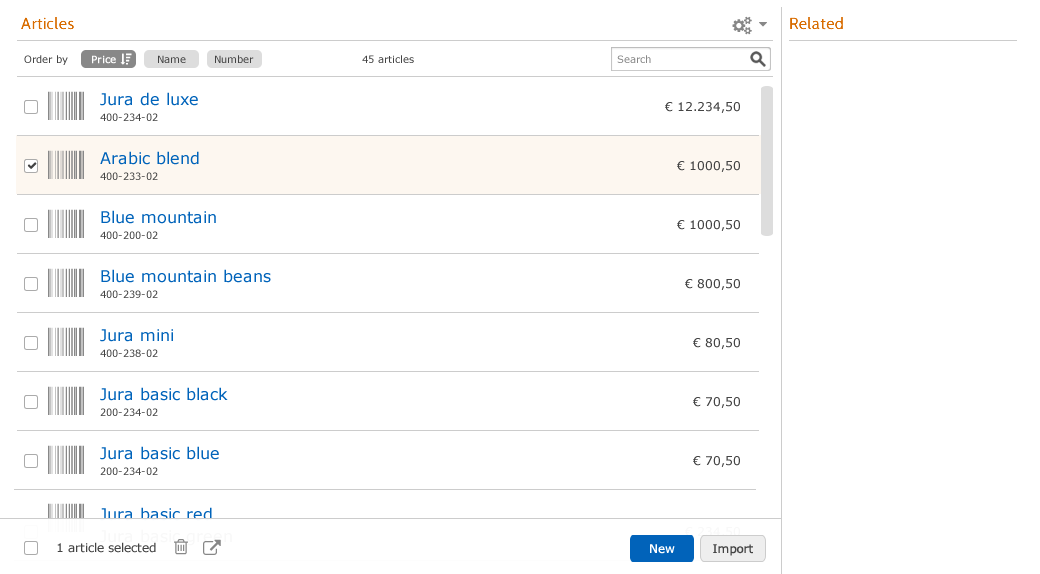 Articles
Related
Order by Price Name Number 45 articles Search
Jura de luxe
400-234-02
€ 12.234,50
Arabic blend
400-233-02
€ 1000,50
Blue mountain
400-200-02
€ 1000,50
Blue mountain beans
400-239-02
€ 800,50
Jura mini
400-238-02
€ 80,50
Jura basic black
200-234-02
€ 70,50
Jura basic blue
200-234-02
€ 70,50
Jura basic red
1 article selected New Import